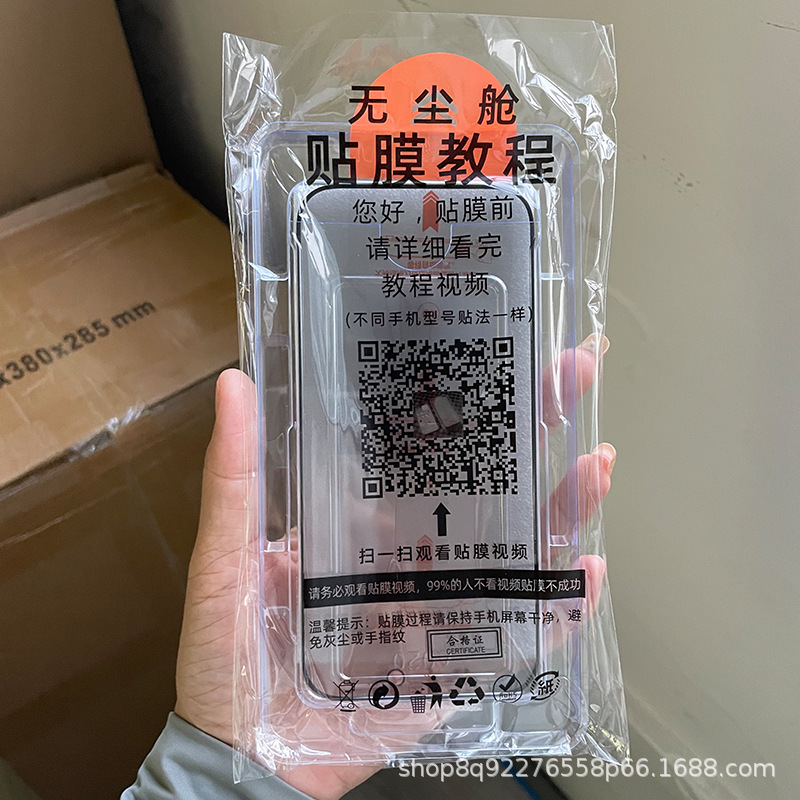 无尘舱
贴膜教程
您好,贴膜前
请详细看完
教程视频
(不同手机型号贴法一样)
扫一扫观看贴膜视频
请务必观看贴膜视频,99%的人不看视频贴膜不成功
温馨提示:贴膜过程请保持手机屏幕干净,避
免灰尘或手指纹
合格证
CERTIFICATE
RoHS
紙
x380x285 mm
shop8q92276558p66.1688.com